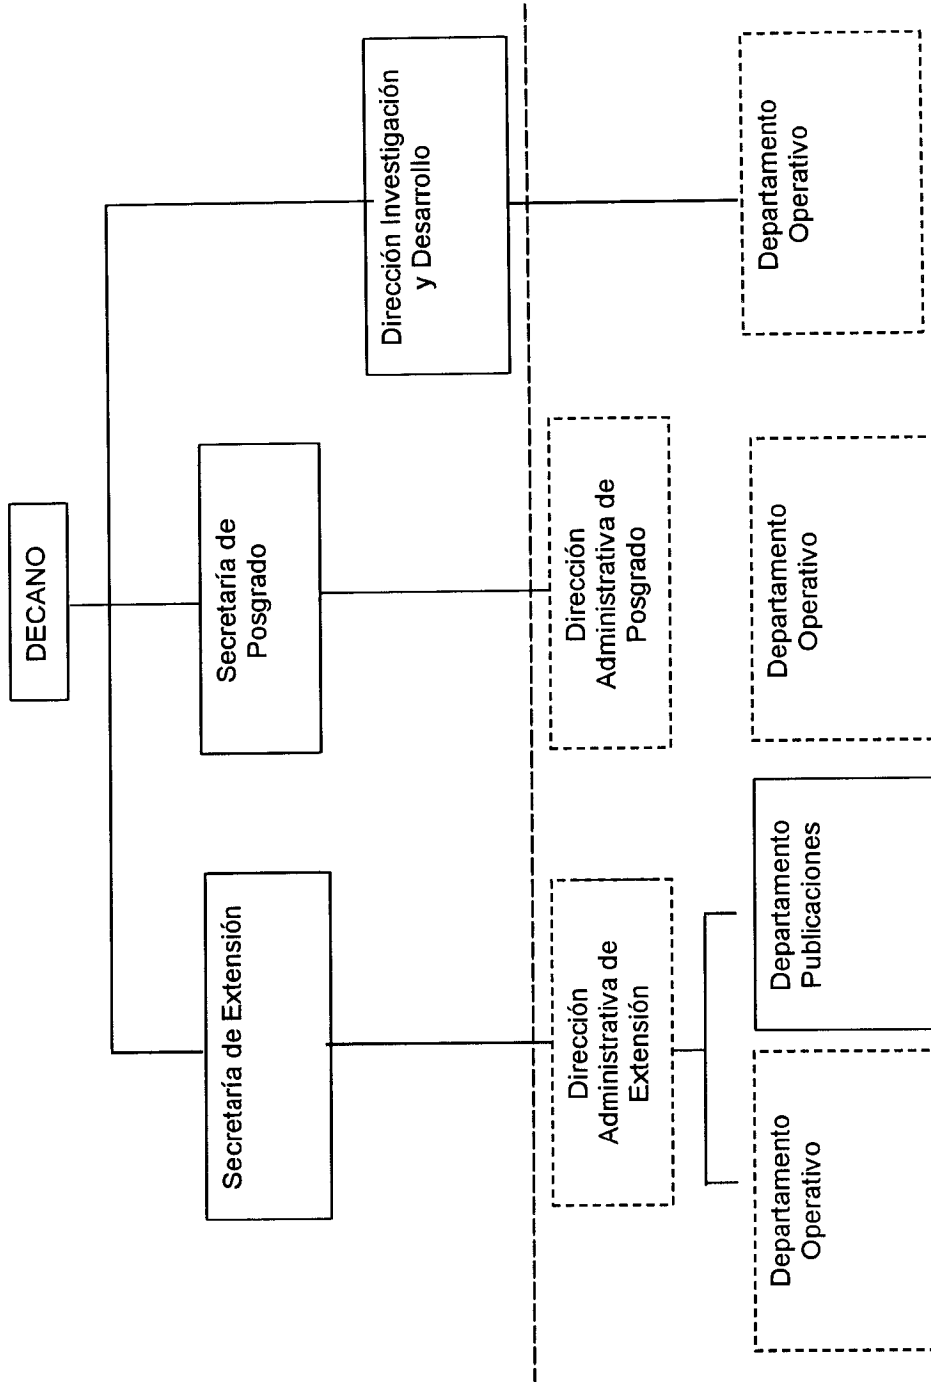 DECANO
Secretaría de Extensión
Secretaría de
Posgrado
Dirección Investigación
y Desarrollo
Dirección
Administrativa de
Extensión
Dirección
Administrativa de
Posgrado
Departamento
Operativo
Departamento
Publicaciones
Departamento
Operativo
Departamento
Operativo